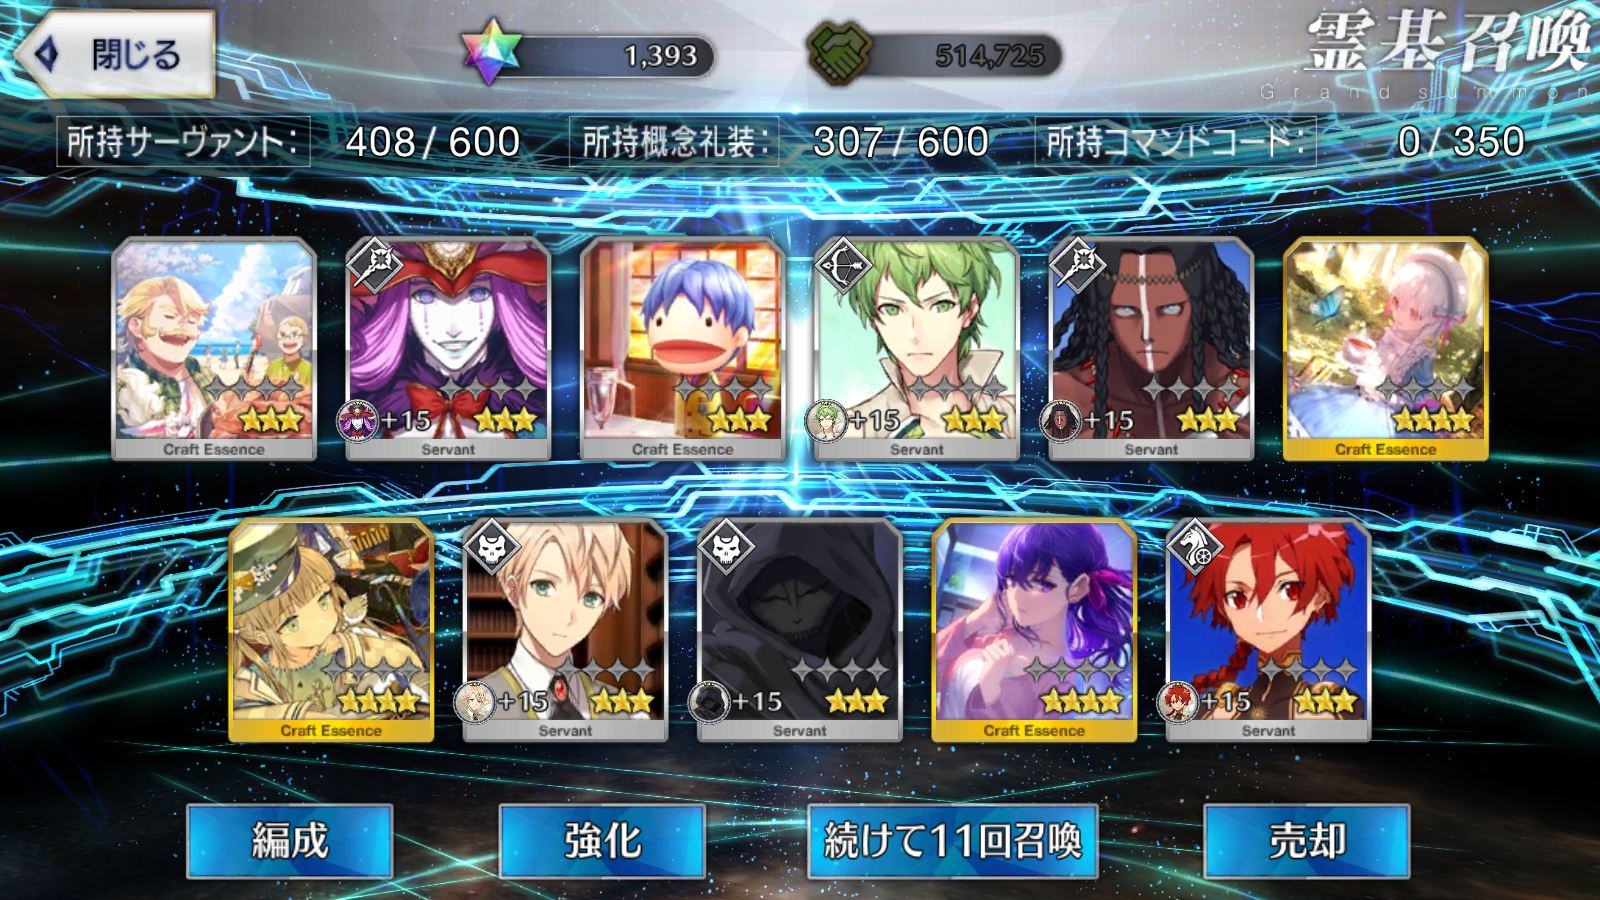 閉じる
1,393
514,725
霊基召喚
Grand summon
所持サーヴァント: 408 / 600
所持概念礼装: 307 / 600
所持コマンドコード: 0 / 350
Craft Essence
+15
Servant
Craft Essence
+15
Servant
+15
Servant
Craft Essence
Craft Essence
+15
Servant
+15
Servant
Craft Essence
+15
Servant
編成
強化
続けて11回召喚
売却